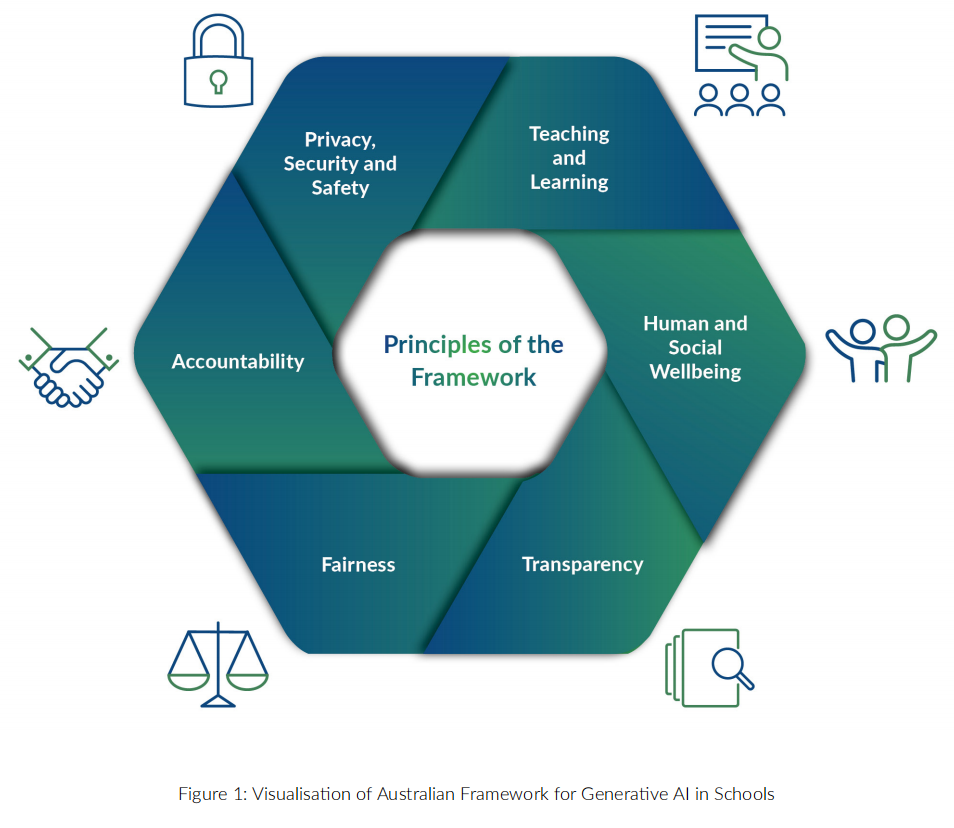 Privacy,
Security and
Safety
Teaching
and
Learning
Human and
Social
Wellbeing
Accountability
Principles of the
Framework
Fairness
Transparency
Figure 1: Visualisation of Australian Framework for Generative AI in Schools